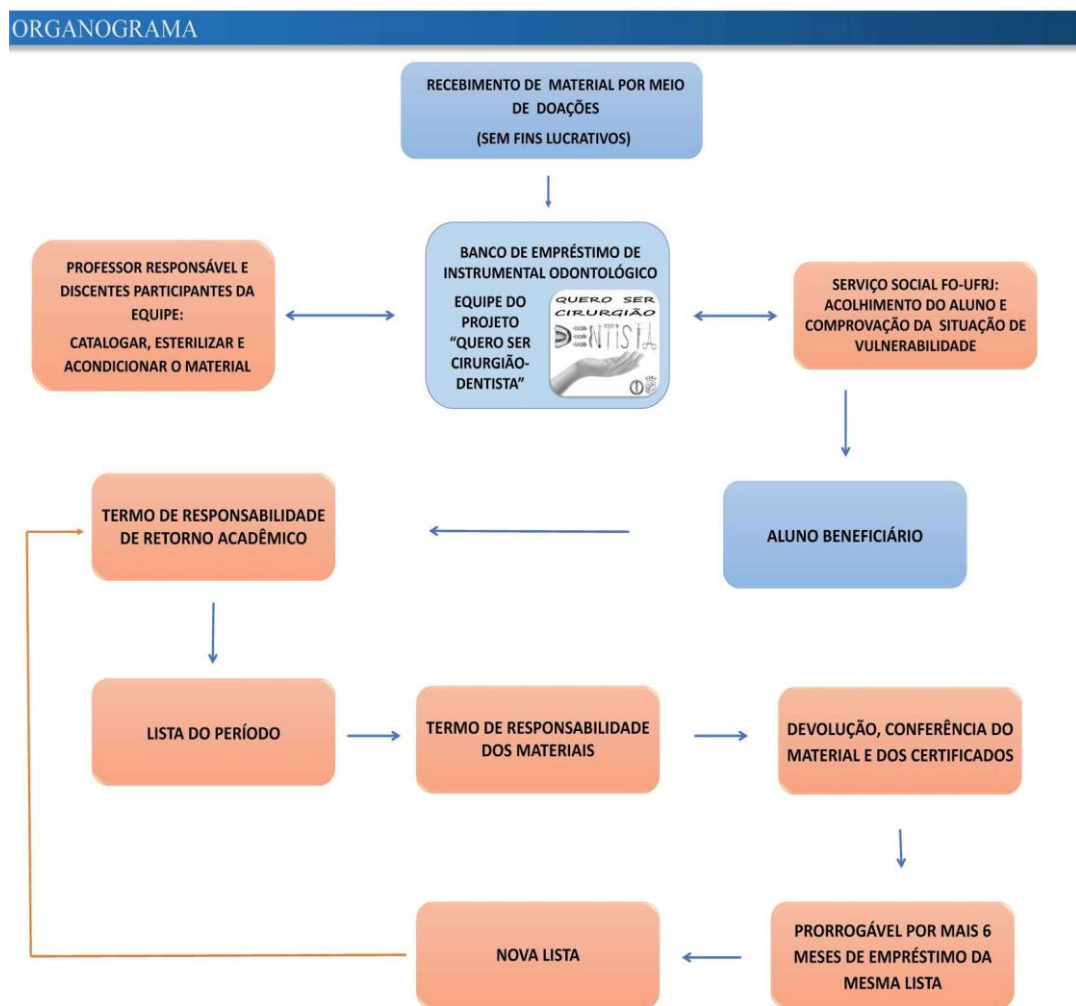 ORGANOGRAMA
RECEBIMENTO DE MATERIAL POR MEIO
DE DOAÇÕES
(SEM FINS LUCRATIVOS)
PROFESSOR RESPONSÁVEL E
DISCENTES PARTICIPANTES DA
EQUIPE:
CATALOGAR, ESTERILIZAR E
ACONDICIONAR O MATERIAL
BANCO DE EMPRÉSTIMO DE
INSTRUMENTAL ODONTOLÓGICO
EQUIPE DO
PROJETO
“QUERO SER
CIRURGIÃO-
DENTISTA”
QUERO SER
CIRURGIÃO
DENTISTA
SERVIÇO SOCIAL FO-UFRJ:
ACOLHIMENTO DO ALUNO E
COMPROVAÇÃO DA SITUAÇÃO DE
VULNERABILIDADE
ALUNO BENEFICIÁRIO
TERMO DE RESPONSABILIDADE
DE RETORNO ACADÊMICO
LISTA DO PERÍODO
TERMO DE RESPONSABILIDADE
DOS MATERIAIS
DEVOLUÇÃO, CONFERÊNCIA DO
MATERIAL E DOS CERTIFICADOS
PRORROGÁVEL POR MAIS 6
MESES DE EMPRÉSTIMO DA
MESMA LISTA
NOVA LISTA